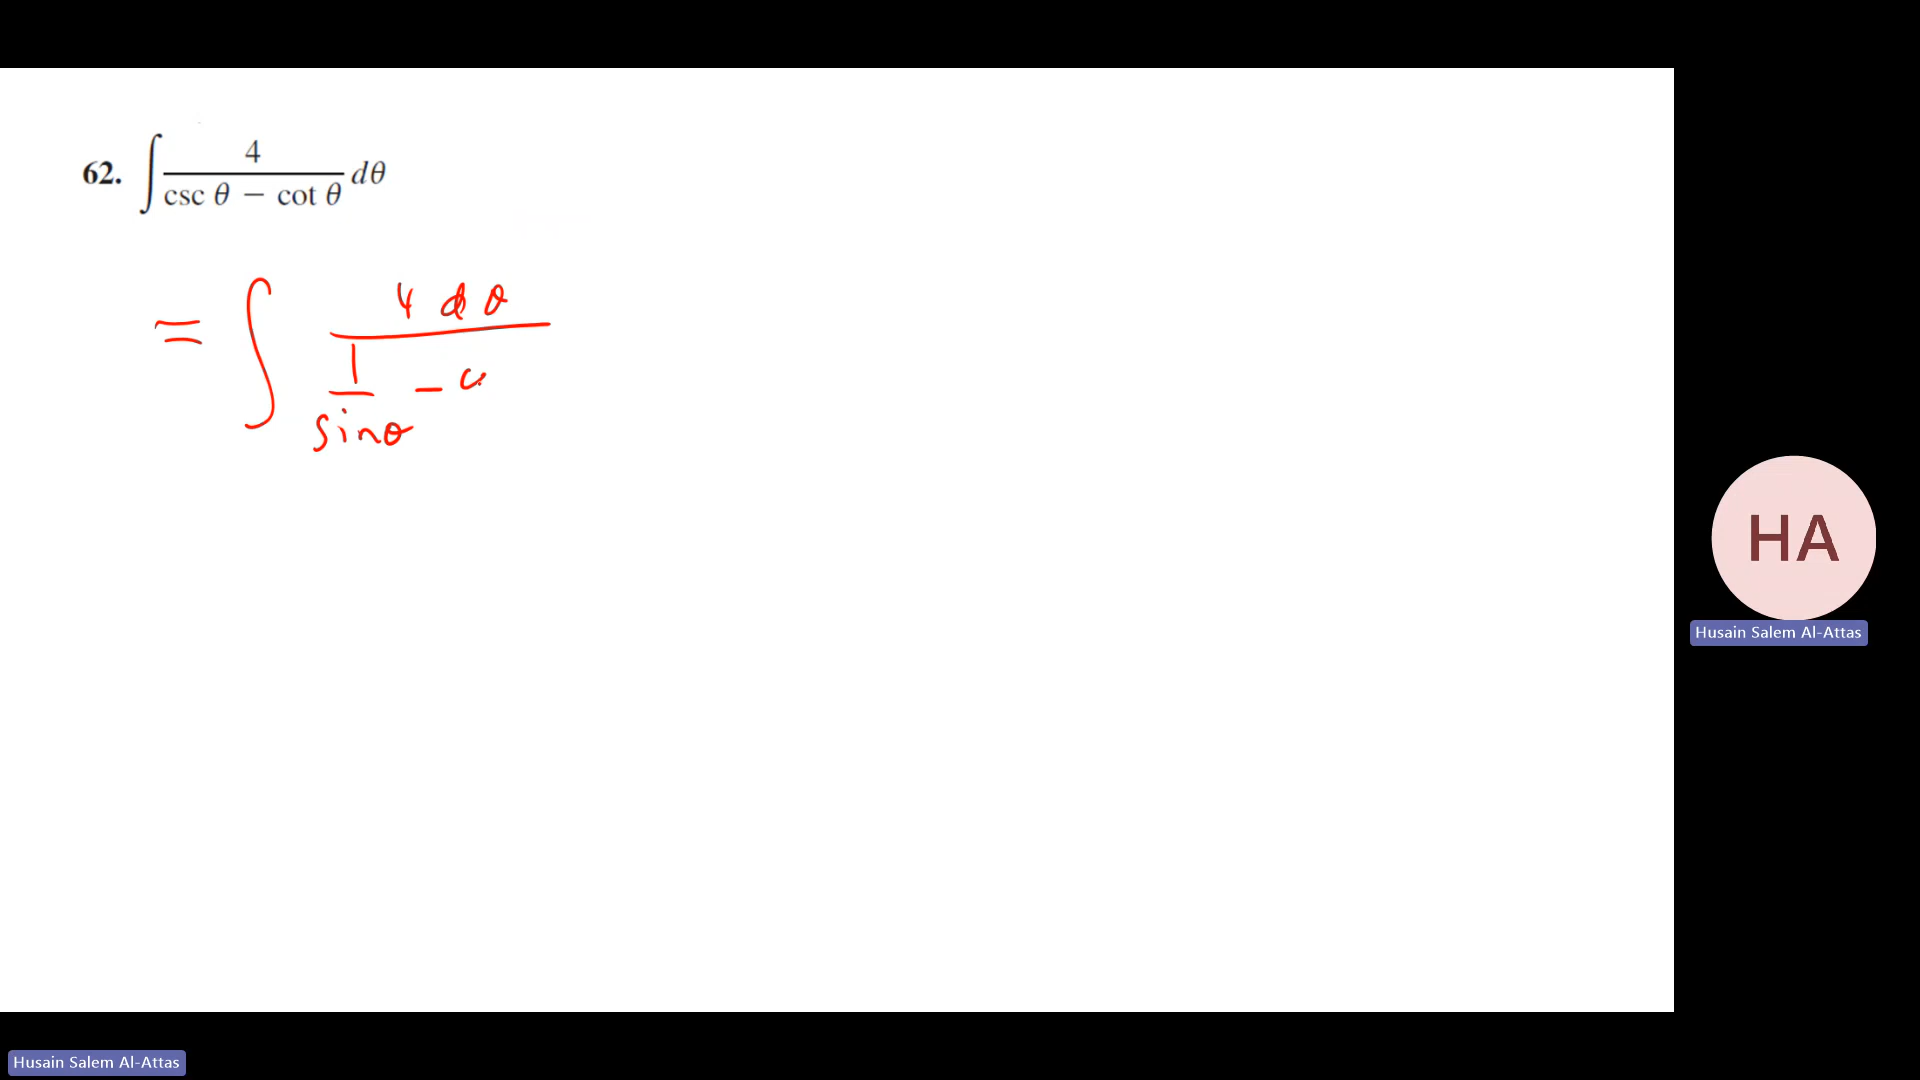 62. ∫ 4 / (csc θ − cot θ) dθ
= ∫ 4 dθ / (1/sinθ − c
HA
Husain Salem Al-Attas
Husain Salem Al-Attas